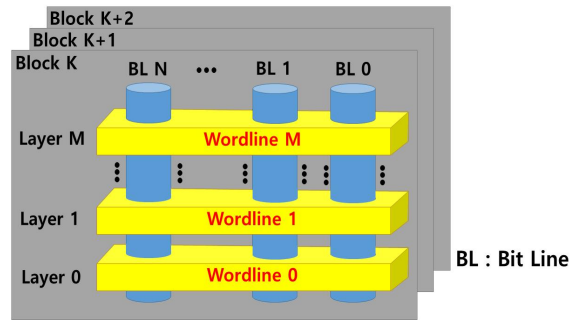 Block K+2
Block K+1
Block K
BL N ••• BL 1 BL 0
Layer M
Wordline M
Layer 1
Wordline 1
Layer 0
Wordline 0
BL : Bit Line